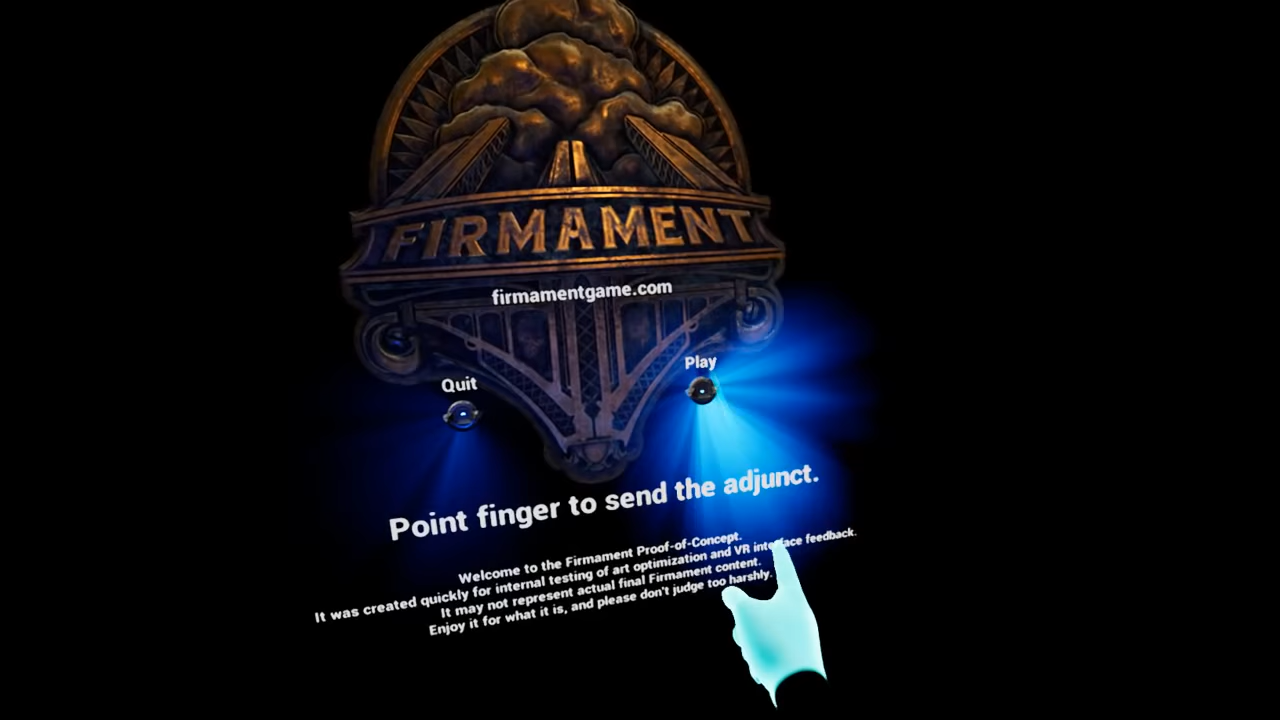 FIRMAMENT
firmamentgame.com
Quit
Play
Point finger to send the adjunct.
Welcome to the Firmament Proof-of-Concept.
It was created quickly for internal testing of art optimization and VR interface feedback.
It may not represent actual final Firmament content.
Enjoy it for what it is, and please don't judge too harshly.